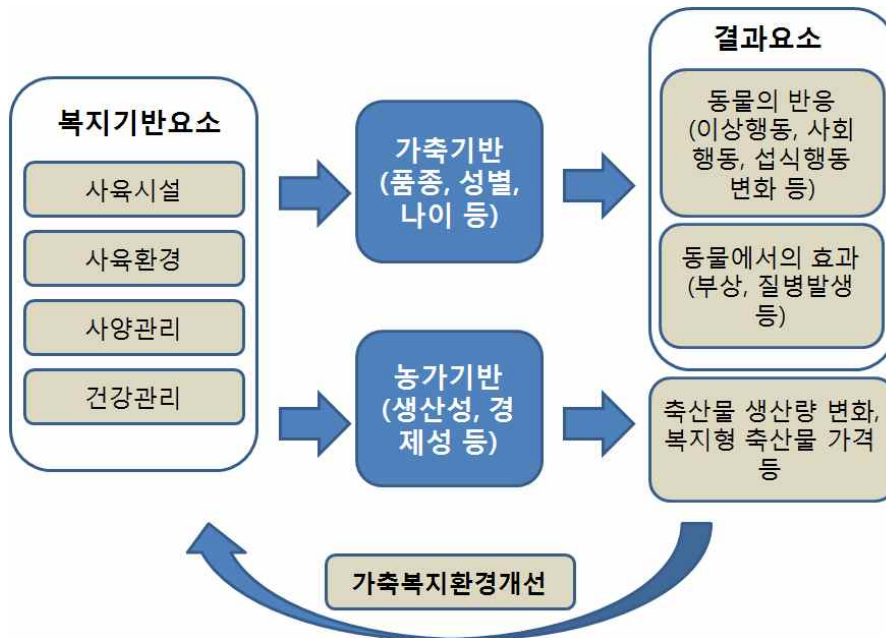 복지기반요소
사육시설
사육환경
사양관리
건강관리
가축기반
(품종, 성별,
나이 등)
농가기반
(생산성, 경
제성 등)
결과요소
동물의 반응
(이상행동, 사회
행동, 섭식행동
변화 등)
동물에서의 효과
(부상, 질병발생
등)
축산물 생산량 변화,
복지형 축산물 가격
등
가축복지환경개선